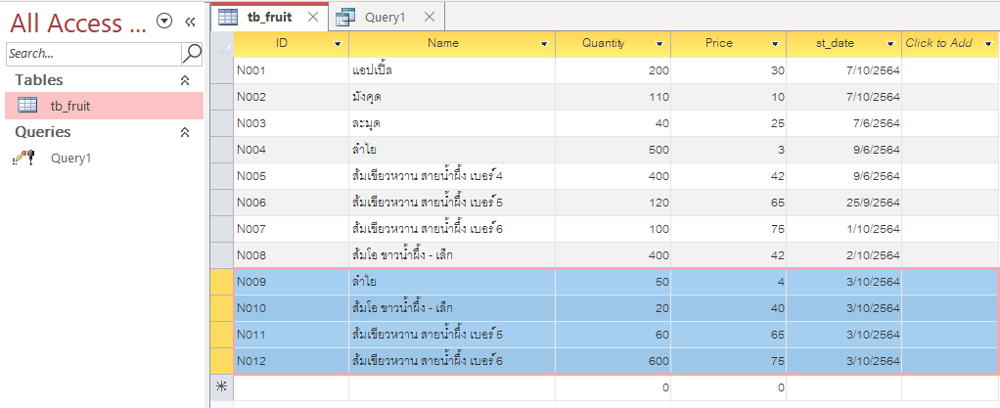 All Access ...
Search...
Tables
tb_fruit
Queries
Query1
tb_fruit Query1
ID Name Quantity Price st_date Click to Add
N001 แอปเปิ้ล 200 30 7/10/2564
N002 มังคุด 110 10 7/10/2564
N003 ละมุด 40 25 7/6/2564
N004 ลำไย 500 3 9/6/2564
N005 ส้มเขียวหวาน สายน้ำผึ้ง เบอร์ 4 400 42 9/6/2564
N006 ส้มเขียวหวาน สายน้ำผึ้ง เบอร์ 5 120 65 25/9/2564
N007 ส้มเขียวหวาน สายน้ำผึ้ง เบอร์ 6 100 75 1/10/2564
N008 ส้มโอ ขาวน้ำผึ้ง - เล็ก 400 42 2/10/2564
N009 ลำไย 50 4 3/10/2564
N010 ส้มโอ ขาวน้ำผึ้ง - เล็ก 20 40 3/10/2564
N011 ส้มเขียวหวาน สายน้ำผึ้ง เบอร์ 5 60 65 3/10/2564
N012 ส้มเขียวหวาน สายน้ำผึ้ง เบอร์ 6 600 75 3/10/2564
0 0